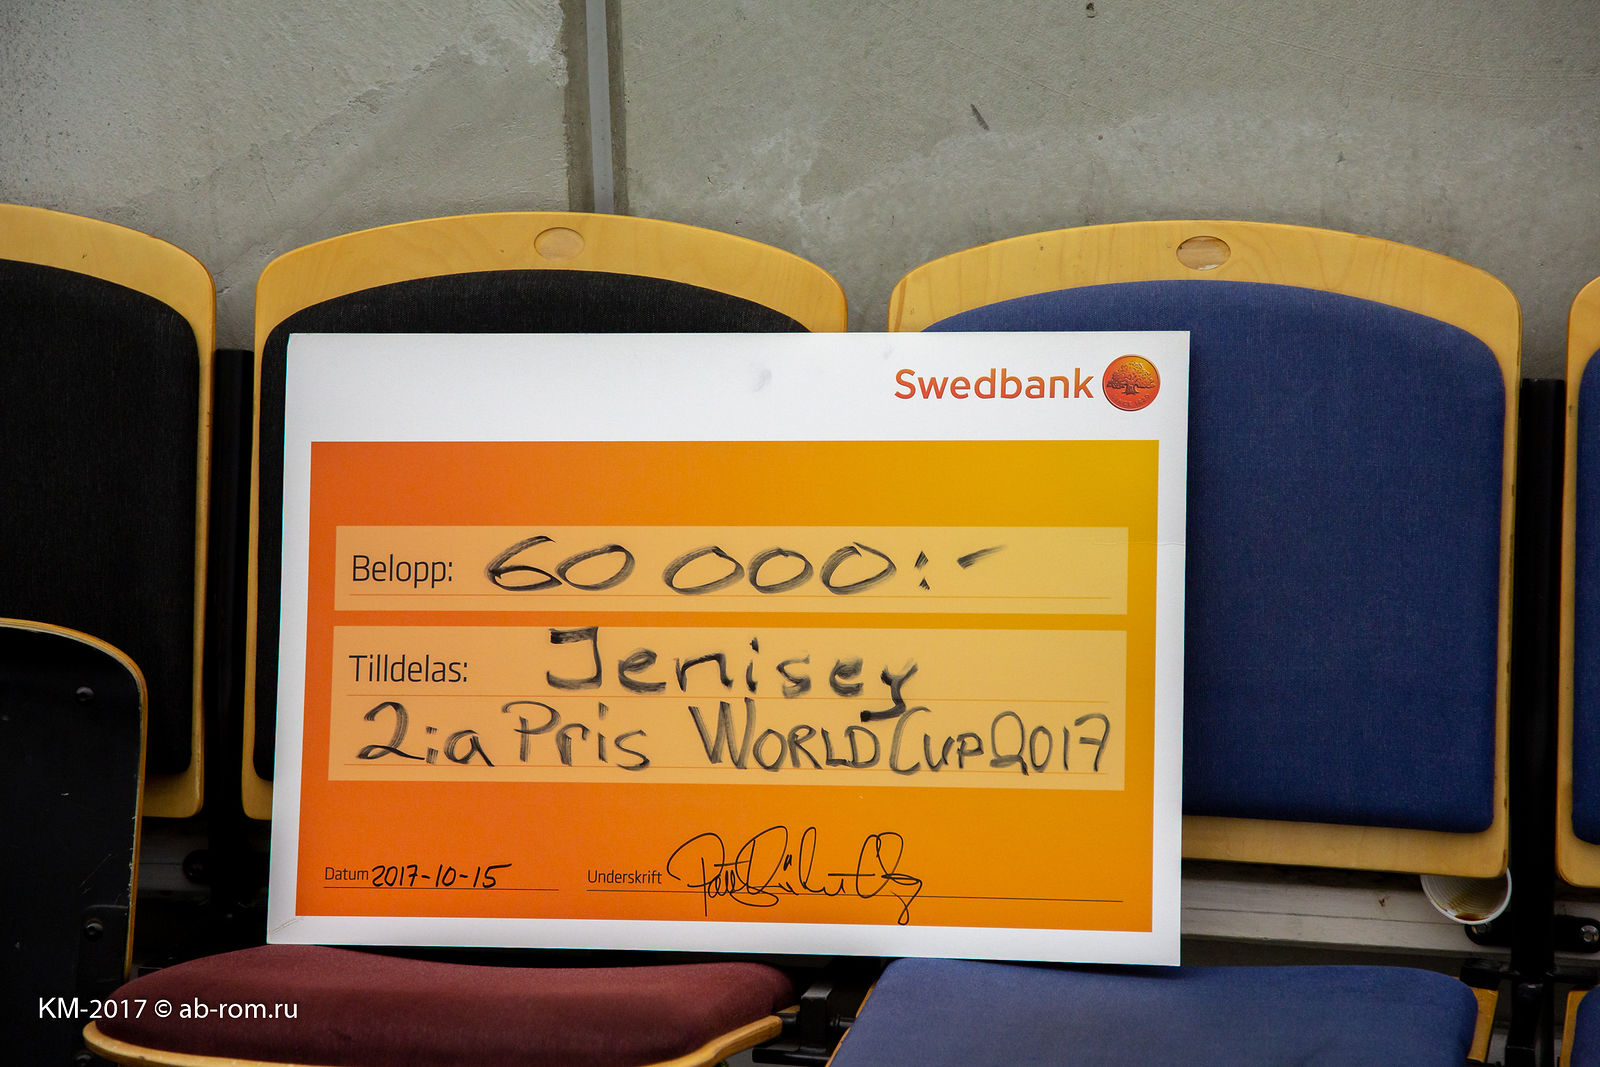 Swedbank
Belopp: 60 000:-
Tilldelas: Jenisey
2:a Pris WORLD CUP 2017
Datum 2017-10-15 Underskrift
KM-2017 © ab-rom.ru